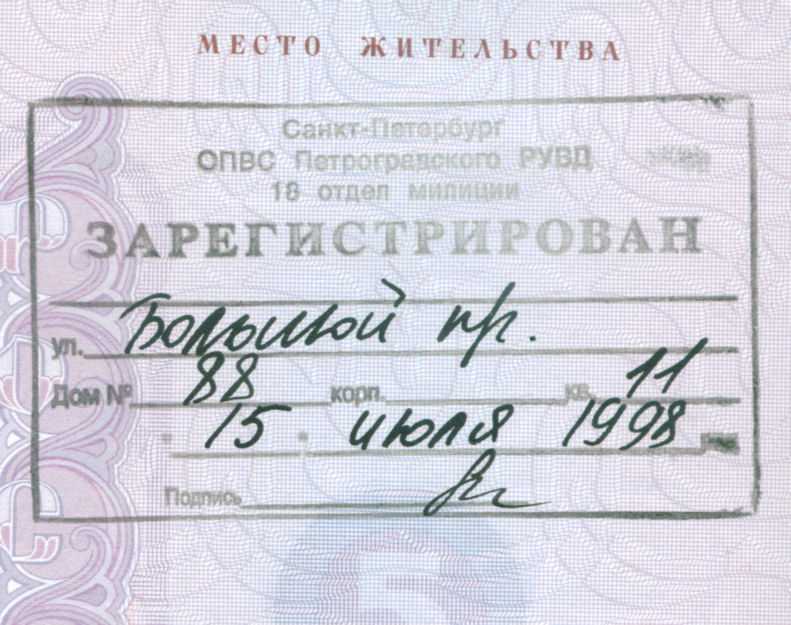 МЕСТО ЖИТЕЛЬСТВА
Санкт-Петербург
ОПВС Петроградского РУВД
18 отдел милиции
ЗАРЕГИСТРИРОВАН
ул. Большой пр.
Дом № 88 корп. кв. 11
15 июля 1998
Подпись
5